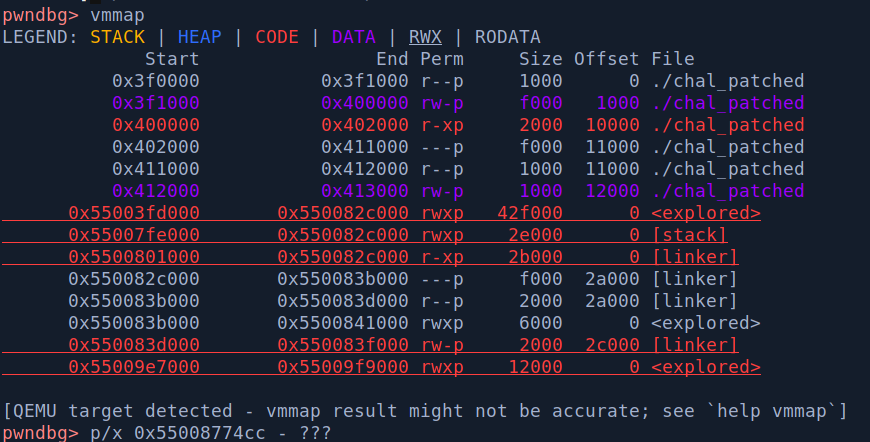 pwndbg> vmmap
LEGEND: STACK | HEAP | CODE | DATA | RWX | RODATA
Start End Perm Size Offset File
0x3f0000 0x3f1000 r--p 1000 0 ./chal_patched
0x3f1000 0x400000 rw-p f000 1000 ./chal_patched
0x400000 0x402000 r-xp 2000 10000 ./chal_patched
0x402000 0x411000 ---p f000 11000 ./chal_patched
0x411000 0x412000 r--p 1000 11000 ./chal_patched
0x412000 0x413000 rw-p 1000 12000 ./chal_patched
0x55003fd000 0x550082c000 rwxp 42f000 0 <explored>
0x55007fe000 0x550082c000 rwxp 2e000 0 [stack]
0x5500801000 0x550082c000 r-xp 2b000 0 [linker]
0x550082c000 0x550083b000 ---p f000 2a000 [linker]
0x550083b000 0x550083d000 r--p 2000 2a000 [linker]
0x550083b000 0x5500841000 rwxp 6000 0 <explored>
0x550083d000 0x550083f000 rw-p 2000 2c000 [linker]
0x55009e7000 0x55009f9000 rwxp 12000 0 <explored>
[QEMU target detected - vmmap result might not be accurate; see `help vmmap`]
pwndbg> p/x 0x55008774cc - ???